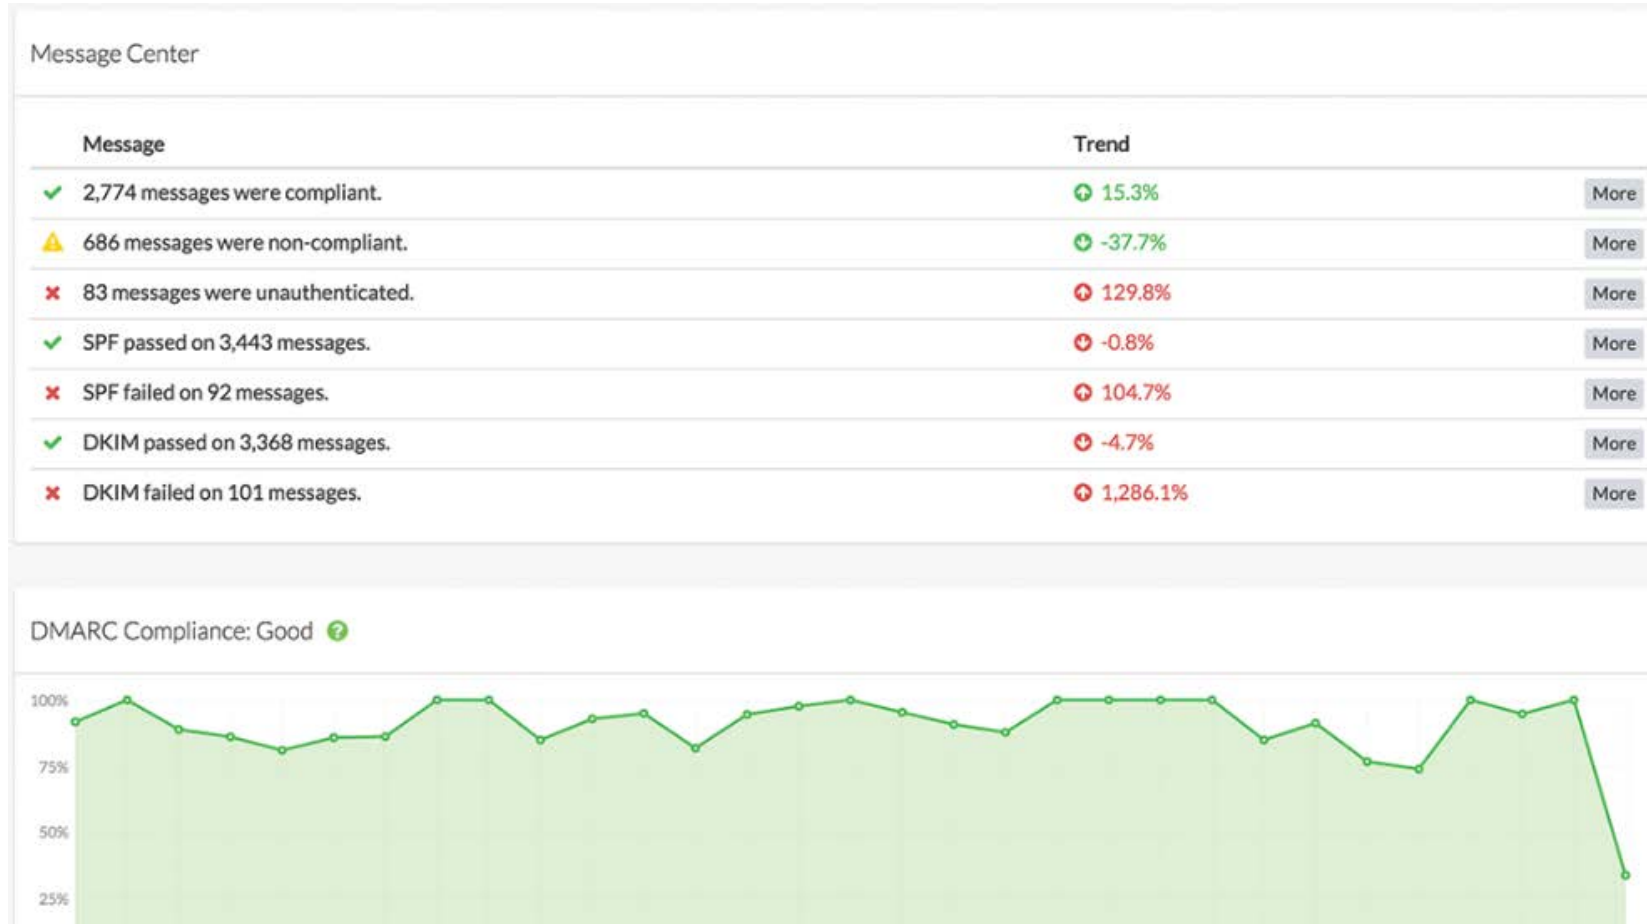 Message Center
Message Trend
2,774 messages were compliant. 15.3% More
686 messages were non-compliant. -37.7% More
83 messages were unauthenticated. 129.8% More
SPF passed on 3,443 messages. -0.8% More
SPF failed on 92 messages. 104.7% More
DKIM passed on 3,368 messages. -4.7% More
DKIM failed on 101 messages. 1,286.1% More
DMARC Compliance: Good ?
100%
75%
50%
25%